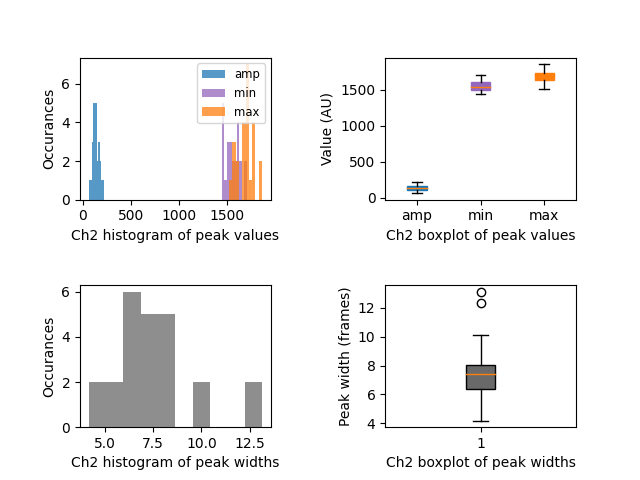 6
4
2
0
Occurances
amp
min
max
0
500
1000
1500
Ch2 histogram of peak values
1500
1000
500
0
Value (AU)
amp
min
max
Ch2 boxplot of peak values
6
4
2
0
Occurances
5.0
7.5
10.0
12.5
Ch2 histogram of peak widths
12
10
8
6
4
Peak width (frames)
1
Ch2 boxplot of peak widths